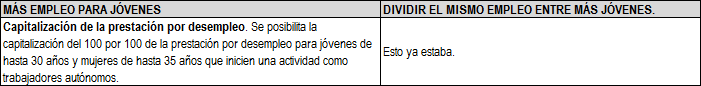 MÁS EMPLEO PARA JÓVENES
DIVIDIR EL MISMO EMPLEO ENTRE MÁS JÓVENES.
Capitalización de la prestación por desempleo. Se posibilita la
capitalización del 100 por 100 de la prestación por desempleo para jóvenes de
hasta 30 años y mujeres de hasta 35 años que inicien una actividad como
trabajadores autónomos.
Esto ya estaba.